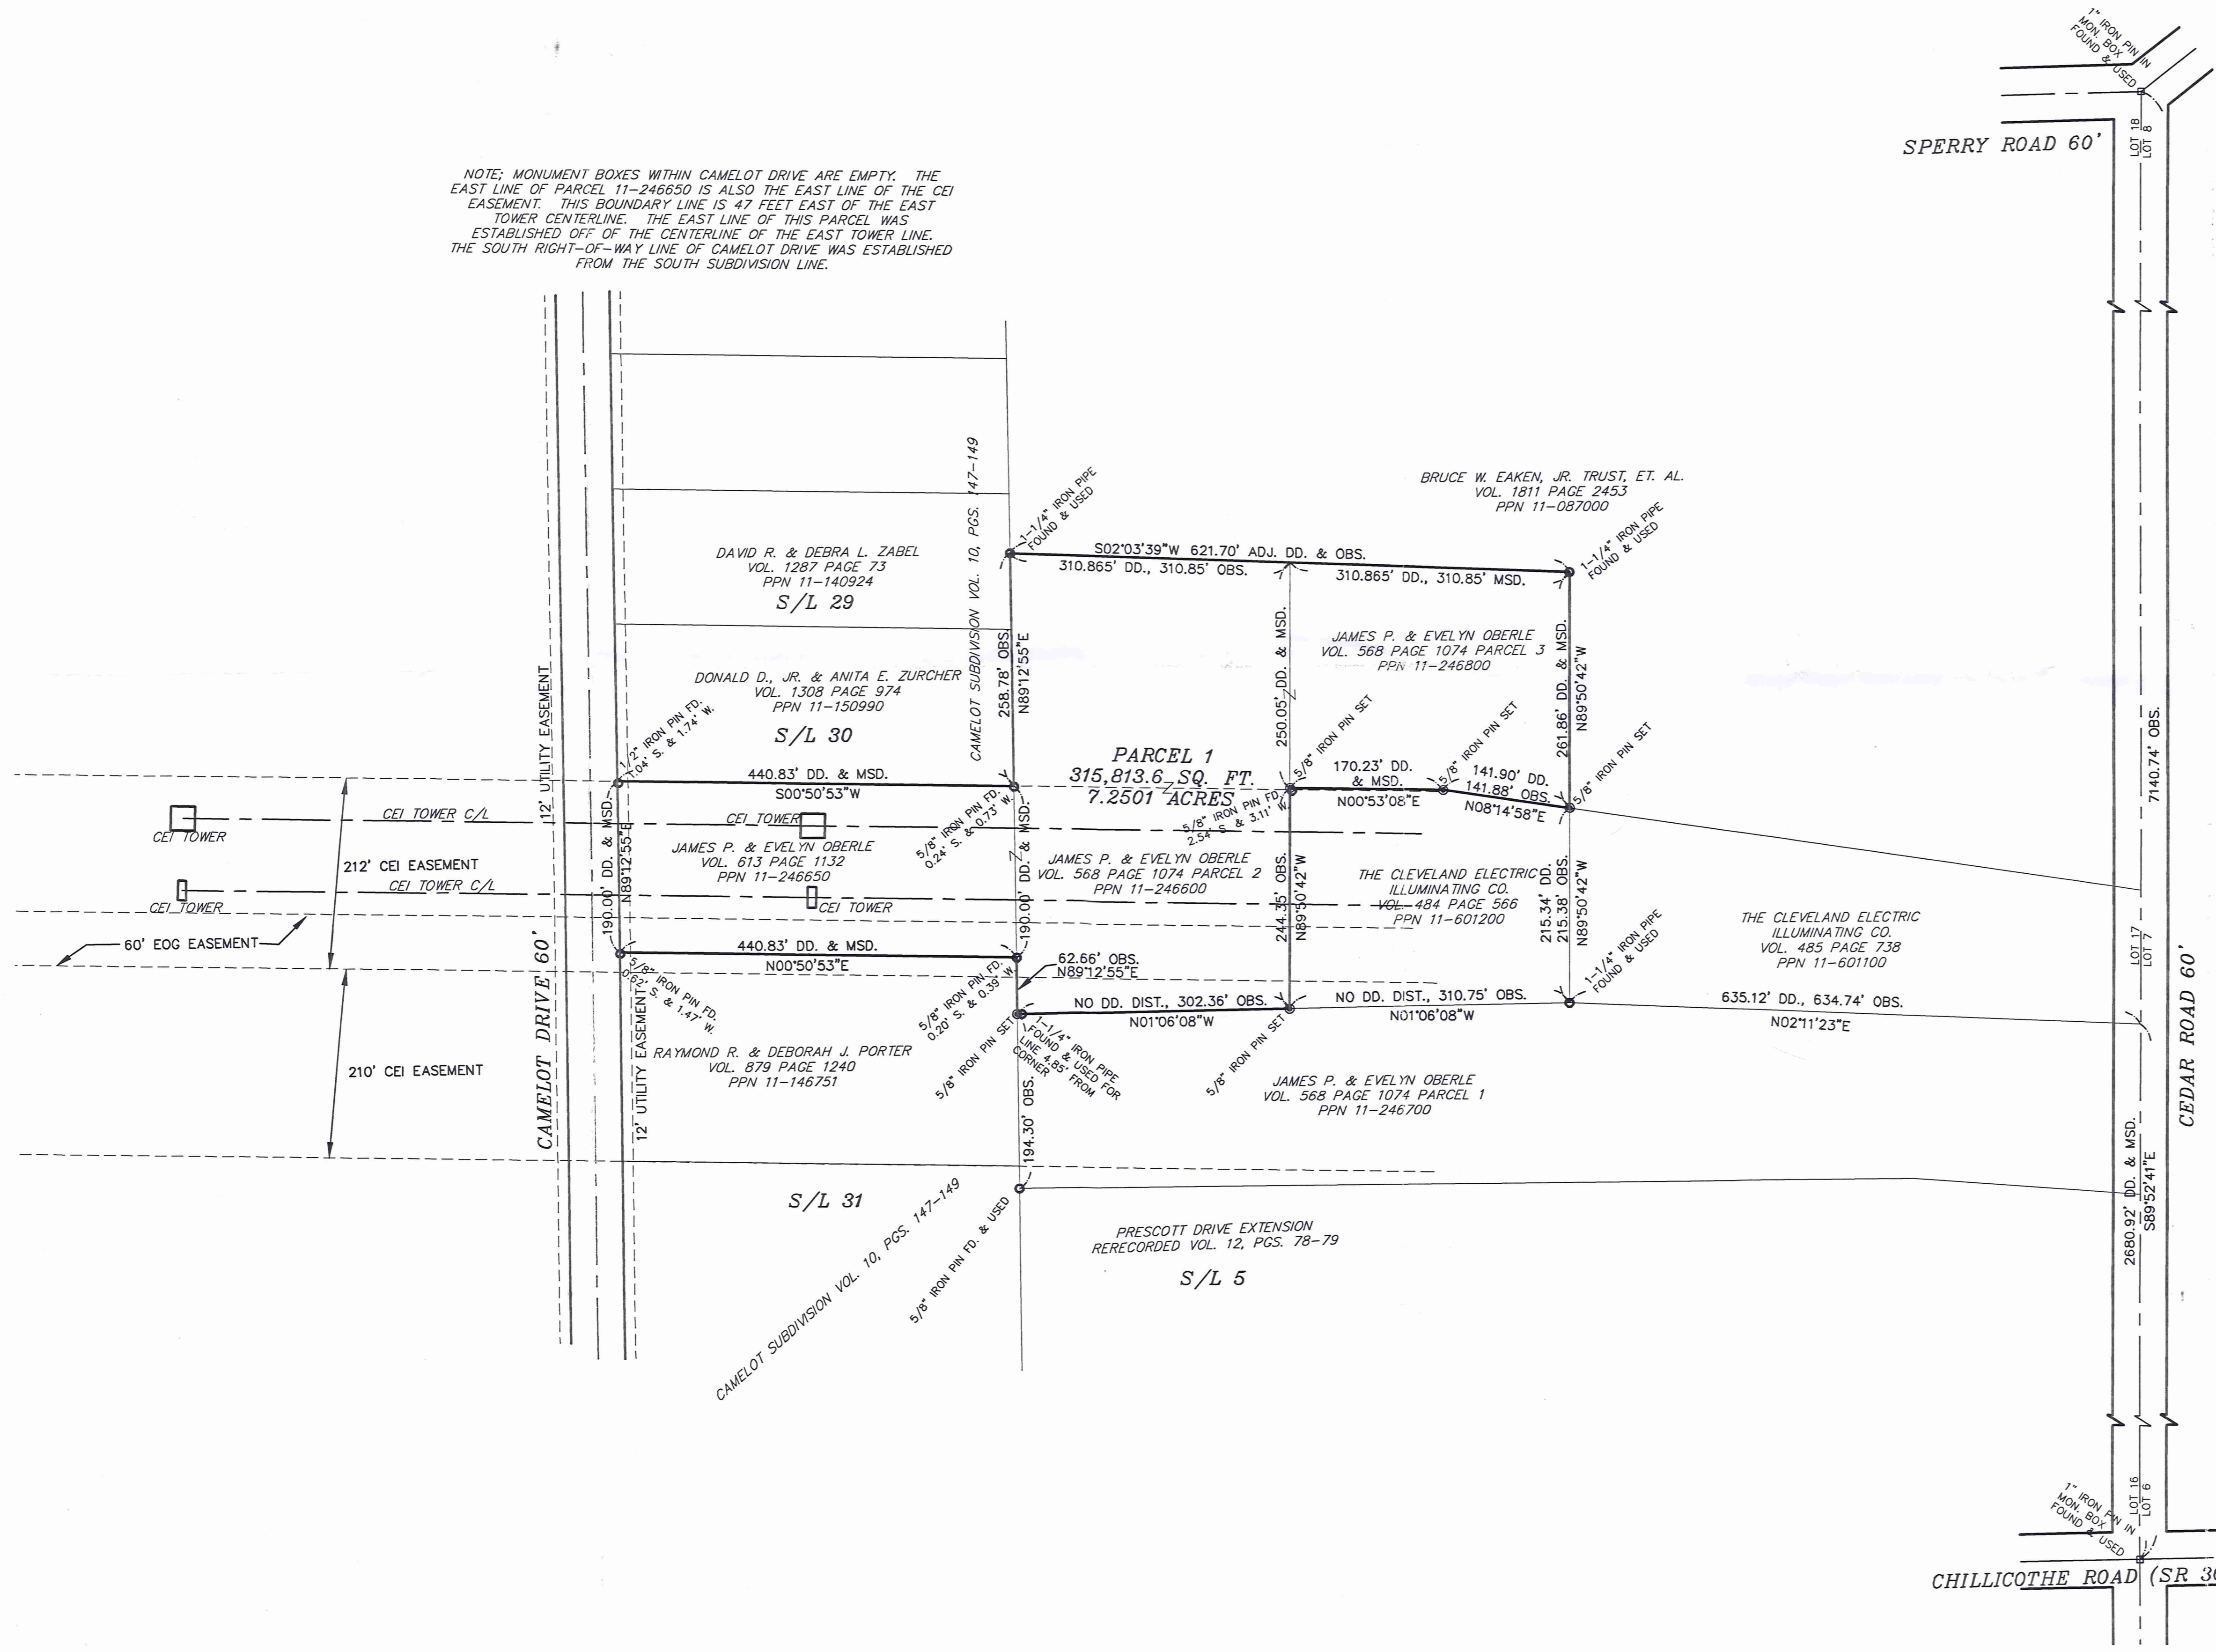 1" IRON PIN IN
MON. BOX
FOUND & USED
LOT 18
LOT 8
SPERRY ROAD 60'
NOTE; MONUMENT BOXES WITHIN CAMELOT DRIVE ARE EMPTY. THE
EAST LINE OF PARCEL 11-246650 IS ALSO THE EAST LINE OF THE CEI
EASEMENT. THIS BOUNDARY LINE IS 47 FEET EAST OF THE EAST
TOWER CENTERLINE. THE EAST LINE OF THIS PARCEL WAS
ESTABLISHED OFF OF THE CENTERLINE OF THE EAST TOWER LINE.
THE SOUTH RIGHT-OF-WAY LINE OF CAMELOT DRIVE WAS ESTABLISHED
FROM THE SOUTH SUBDIVISION LINE.
CAMELOT SUBDIVISION VOL. 10, PGS. 147-149
1-1/4" IRON PIPE
FOUND & USED
BRUCE W. EAKEN, JR. TRUST, ET. AL.
VOL. 1811 PAGE 2453
PPN 11-087000
1-1/4" IRON PIPE
FOUND & USED
DAVID R. & DEBRA L. ZABEL
VOL. 1287 PAGE 73
PPN 11-140924
S/L 29
S02°03'39"W 621.70' ADJ. DD. & OBS.
310.865' DD., 310.85' OBS.
310.865' DD., 310.85' MSD.
258.78' OBS.
N89°12'55"E
250.05' DD. & MSD.
JAMES P. & EVELYN OBERLE
VOL. 568 PAGE 1074 PARCEL 3
PPN 11-246800
261.86' DD. & MSD.
N89°50'42"W
DONALD D., JR. & ANITA E. ZURCHER
VOL. 1308 PAGE 974
PPN 11-150990
S/L 30
12' UTILITY EASEMENT
1/2" IRON PIN FD.
1.04' S. & 1.74' W.
5/8" IRON PIN SET
5/8" IRON PIN SET
5/8" IRON PIN SET
7140.74' OBS.
PARCEL 1
315,813.6 SQ. FT.
7.2501 ACRES
440.83' DD. & MSD.
S00°50'53"W
170.23' DD.
& MSD.
N00°53'08"E
141.90' DD.
141.88' OBS.
N08°14'58"E
5/8" IRON PIN FD.
0.24' S. & 0.73' W.
5/8" IRON PIN FD.
2.54' S. & 3.11' W.
CEI TOWER C/L
CEI TOWER
CEI TOWER
190.00' DD. & MSD.
N89°12'55"E
190.00' DD. & MSD.
JAMES P. & EVELYN OBERLE
VOL. 613 PAGE 1132
PPN 11-246650
JAMES P. & EVELYN OBERLE
VOL. 568 PAGE 1074 PARCEL 2
PPN 11-246600
244.35' OBS.
N89°50'42"W
THE CLEVELAND ELECTRIC
ILLUMINATING CO.
VOL. 484 PAGE 566
PPN 11-601200
215.34' DD.
215.38' OBS.
N89°50'42"W
212' CEI EASEMENT
CEI TOWER C/L
CEI TOWER
CEI TOWER
60' EOG EASEMENT
THE CLEVELAND ELECTRIC
ILLUMINATING CO.
VOL. 485 PAGE 738
PPN 11-601100
1-1/4" IRON PIPE
FOUND & USED
LOT 17
LOT 7
CAMELOT DRIVE 60'
CEDAR ROAD 60'
440.83' DD. & MSD.
N00°50'53"E
5/8" IRON PIN FD.
0.62' S. & 1.47' W.
5/8" IRON PIN FD.
0.20' S. & 0.39' W.
62.66' OBS.
N89°12'55"E
NO DD. DIST., 302.36' OBS.
N01°06'08"W
NO DD. DIST., 310.75' OBS.
N01°06'08"W
635.12' DD., 634.74' OBS.
N02°11'23"E
5/8" IRON PIN SET
1-1/4" IRON PIPE
FOUND & USED FOR
LINE 4.85' FROM
CORNER
5/8" IRON PIN SET
12' UTILITY EASEMENT
RAYMOND R. & DEBORAH J. PORTER
VOL. 879 PAGE 1240
PPN 11-146751
210' CEI EASEMENT
194.30' OBS.
JAMES P. & EVELYN OBERLE
VOL. 568 PAGE 1074 PARCEL 1
PPN 11-246700
2680.92' DD. & MSD.
S89°52'41"E
S/L 31
CAMELOT SUBDIVISION VOL. 10, PGS. 147-149
5/8" IRON PIN FD. & USED
PRESCOTT DRIVE EXTENSION
RERECORDED VOL. 12, PGS. 78-79
S/L 5
LOT 16
LOT 6
1" IRON PIN IN
MON. BOX
FOUND & USED
CHILLICOTHE ROAD (SR 30